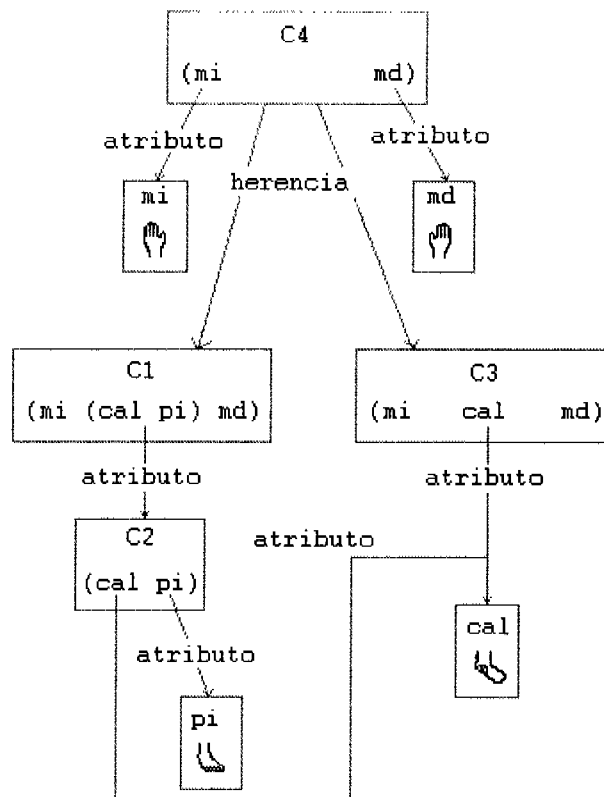 C4
(mi md)
atributo atributo
mi herencia md
C1 C3
(mi (cal pi) md) (mi cal md)
atributo atributo
C2 atributo
(cal pi)
cal
atributo
pi